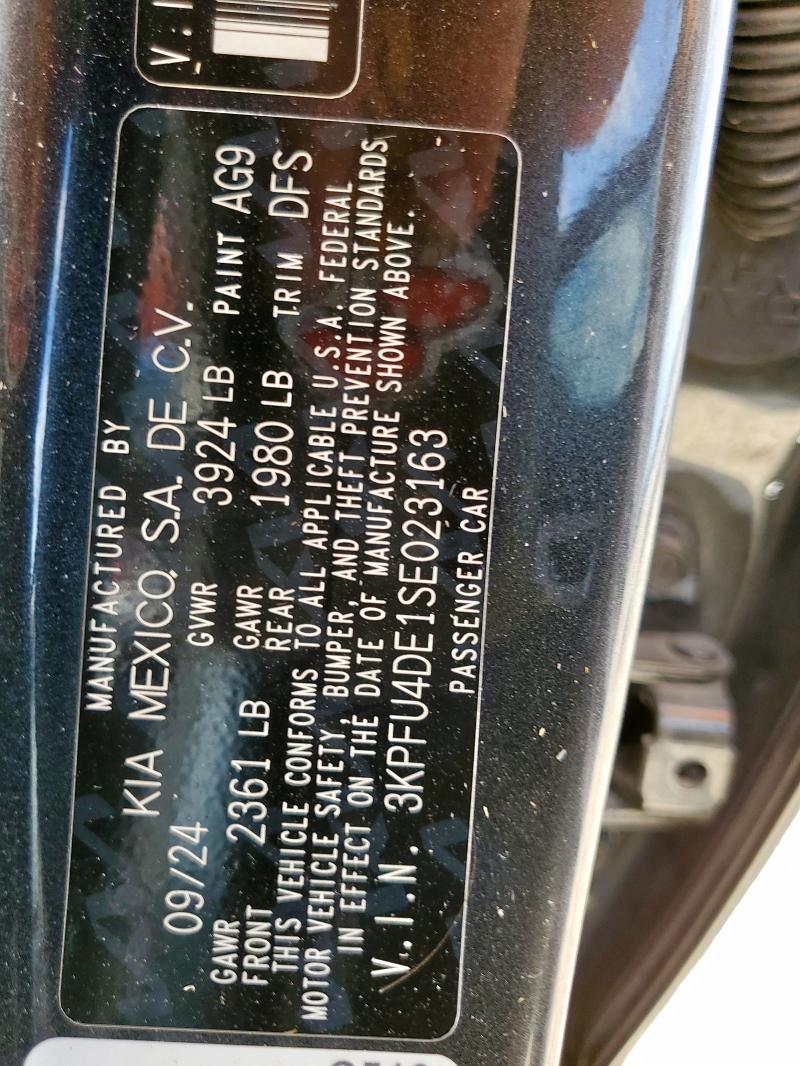 V.I
MANUFACTURED BY
KIA MEXICO, S.A. DE C.V.
09/24 GVWR 3924 LB PAINT AG9
GAWR FRONT 2361 LB GAWR REAR 1980 LB TRIM DFS
THIS VEHICLE CONFORMS TO ALL APPLICABLE U.S.A. FEDERAL
MOTOR VEHICLE SAFETY, BUMPER, AND THEFT PREVENTION STANDARDS
IN EFFECT ON THE DATE OF MANUFACTURE SHOWN ABOVE.
V.I.N. 3KPFU4DE1SE023163
PASSENGER CAR